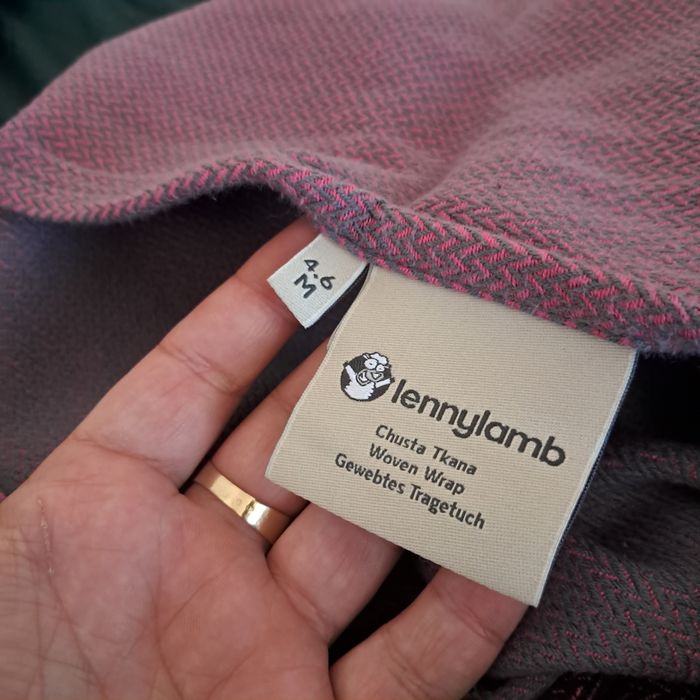 4.6
M
lennylamb
Chusta Tkana
Woven Wrap
Gewebtes Tragetuch